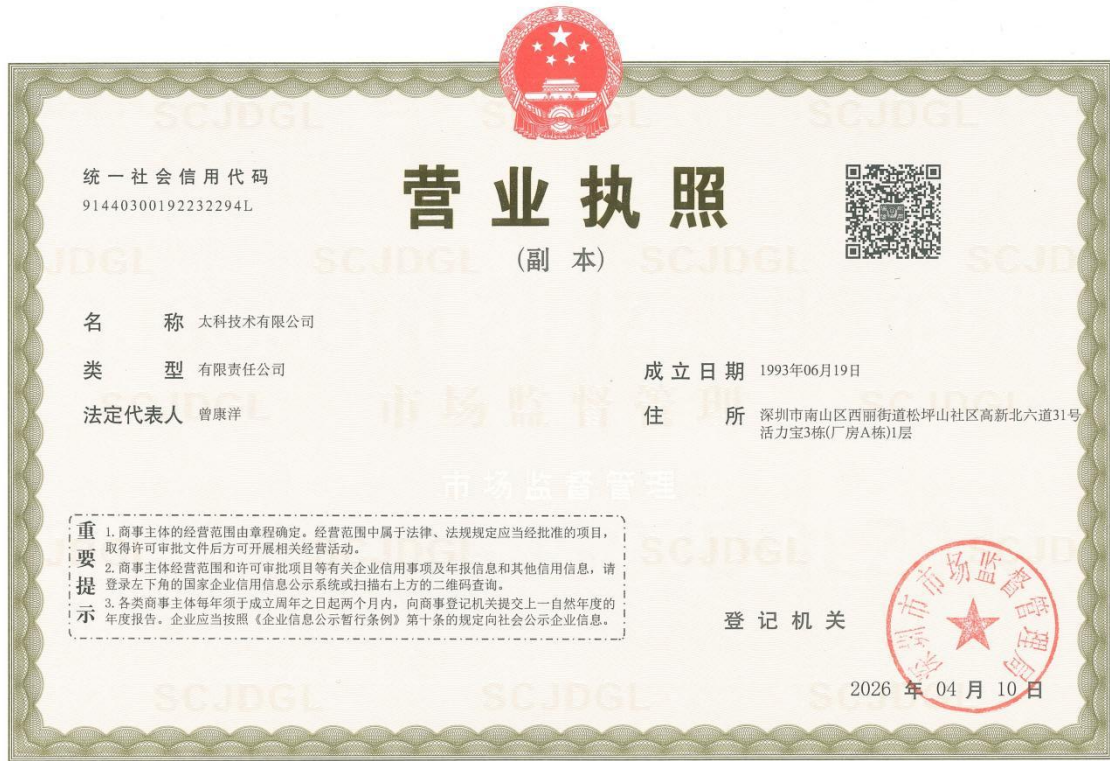 统一社会信用代码
91440300192232294L
营业执照
(副 本)
名 称 太科技术有限公司
类 型 有限责任公司
法定代表人 曾康洋
成立日期 1993年06月19日
住 所 深圳市南山区西丽街道松坪山社区高新北六道31号
活力宝3栋(厂房A栋)1层
重要提示
1. 商事主体的经营范围由章程确定。经营范围中属于法律、法规规定应当经批准的项目，
取得许可审批文件后方可开展相关经营活动。
2. 商事主体经营范围和许可审批项目等有关企业信用事项及年报信息和其他信用信息，请
登录左下角的国家企业信用信息公示系统或扫描右上方的二维码查询。
3. 各类商事主体每年须于成立周年之日起两个月内，向商事登记机关提交上一自然年度的
年度报告。企业应当按照《企业信息公示暂行条例》第十条的规定向社会公示企业信息。
登记机关
深圳市市场监督管理局
2026 年 04 月 10 日
SCJDGL
市场监督管理
市场监督管理